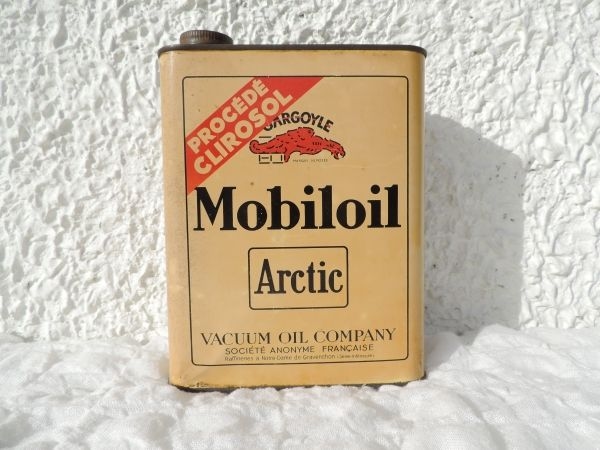 PROCÉDÉ
CLIROSOL
GARGOYLE
Mobiloil
Arctic
VACUUM OIL COMPANY
SOCIÉTÉ ANONYME FRANÇAISE
Raffineries à Notre-Dame de Gravenchon